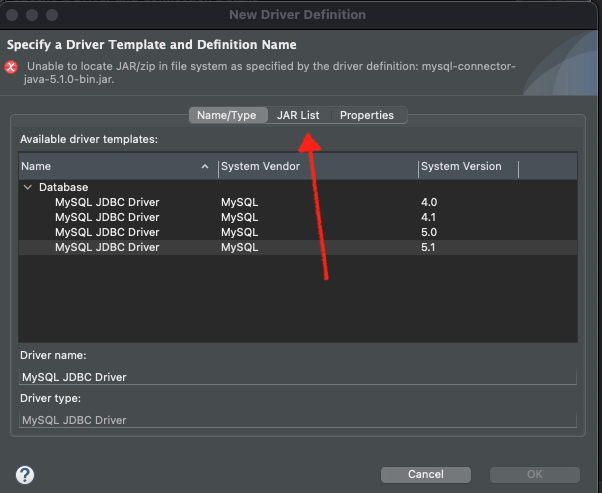 New Driver Definition
Specify a Driver Template and Definition Name
Unable to locate JAR/zip in file system as specified by the driver definition: mysql-connector-
java-5.1.0-bin.jar.
Name/Type JAR List Properties
Available driver templates:
Name System Vendor System Version
Database
MySQL JDBC Driver MySQL 4.0
MySQL JDBC Driver MySQL 4.1
MySQL JDBC Driver MySQL 5.0
MySQL JDBC Driver MySQL 5.1
Driver name:
MySQL JDBC Driver
Driver type:
MySQL JDBC Driver
? Cancel OK